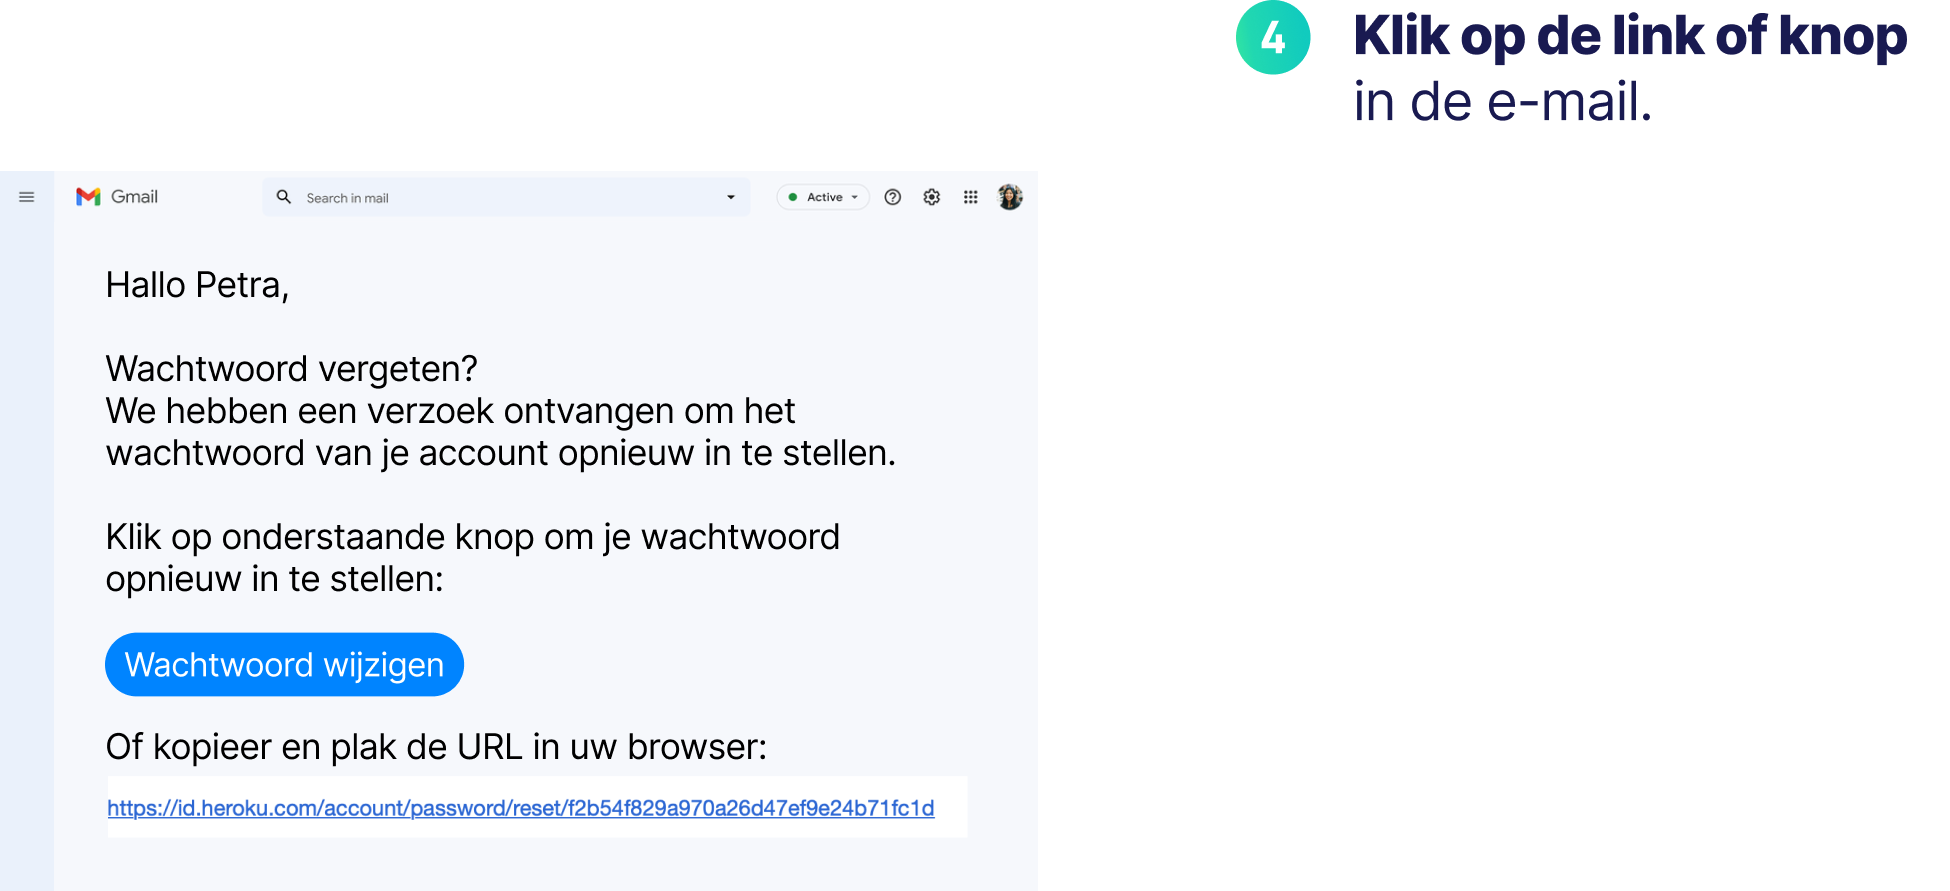 4
Klik op de link of knop
in de e-mail.
Gmail
Search in mail
Active
Hallo Petra,
Wachtwoord vergeten?
We hebben een verzoek ontvangen om het
wachtwoord van je account opnieuw in te stellen.
Klik op onderstaande knop om je wachtwoord
opnieuw in te stellen:
Wachtwoord wijzigen
Of kopieer en plak de URL in uw browser:
https://id.heroku.com/account/password/reset/f2b54f829a970a26d47ef9e24b71fc1d